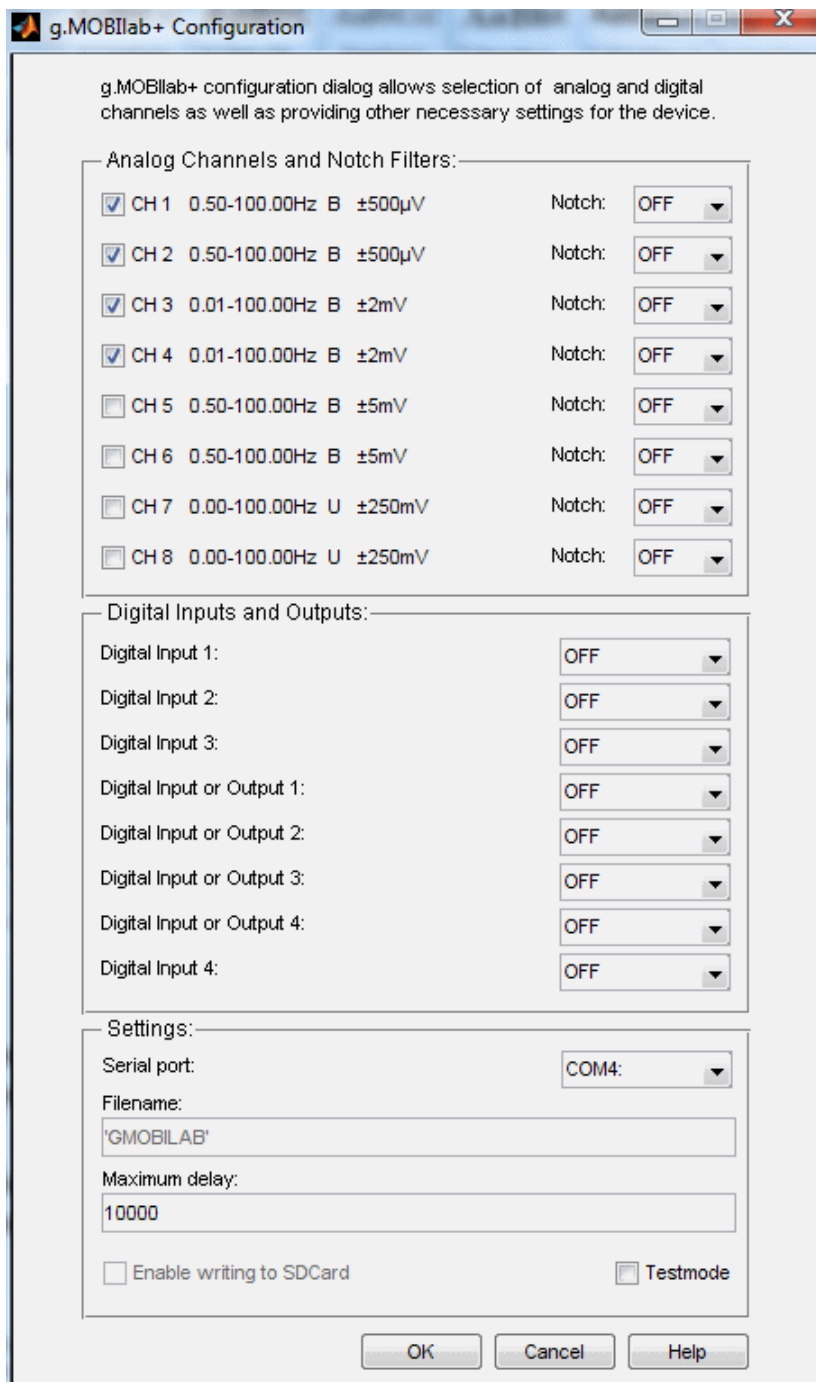 g.MOBIlab+ Configuration
g.MOBIlab+ configuration dialog allows selection of analog and digital
channels as well as providing other necessary settings for the device.
Analog Channels and Notch Filters:
CH 1 0.50-100.00Hz B ±500µV Notch: OFF
CH 2 0.50-100.00Hz B ±500µV Notch: OFF
CH 3 0.01-100.00Hz B ±2mV Notch: OFF
CH 4 0.01-100.00Hz B ±2mV Notch: OFF
CH 5 0.50-100.00Hz B ±5mV Notch: OFF
CH 6 0.50-100.00Hz B ±5mV Notch: OFF
CH 7 0.00-100.00Hz U ±250mV Notch: OFF
CH 8 0.00-100.00Hz U ±250mV Notch: OFF
Digital Inputs and Outputs:
Digital Input 1: OFF
Digital Input 2: OFF
Digital Input 3: OFF
Digital Input or Output 1: OFF
Digital Input or Output 2: OFF
Digital Input or Output 3: OFF
Digital Input or Output 4: OFF
Digital Input 4: OFF
Settings:
Serial port: COM4:
Filename:
'GMOBILAB'
Maximum delay:
10000
Enable writing to SDCard Testmode
OK Cancel Help